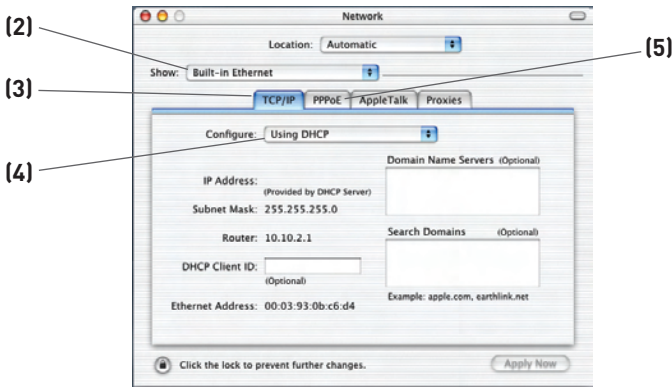 Network
(2)
Location: Automatic
(5)
Show: Built-in Ethernet
(3)
TCP/IP PPPoE AppleTalk Proxies
(4)
Configure: Using DHCP
Domain Name Servers (Optional)
IP Address:
(Provided by DHCP Server)
Subnet Mask: 255.255.255.0
Router: 10.10.2.1
Search Domains (Optional)
DHCP Client ID:
(Optional)
Example: apple.com, earthlink.net
Ethernet Address: 00:03:93:0b:c6:d4
Click the lock to prevent further changes.
Apply Now